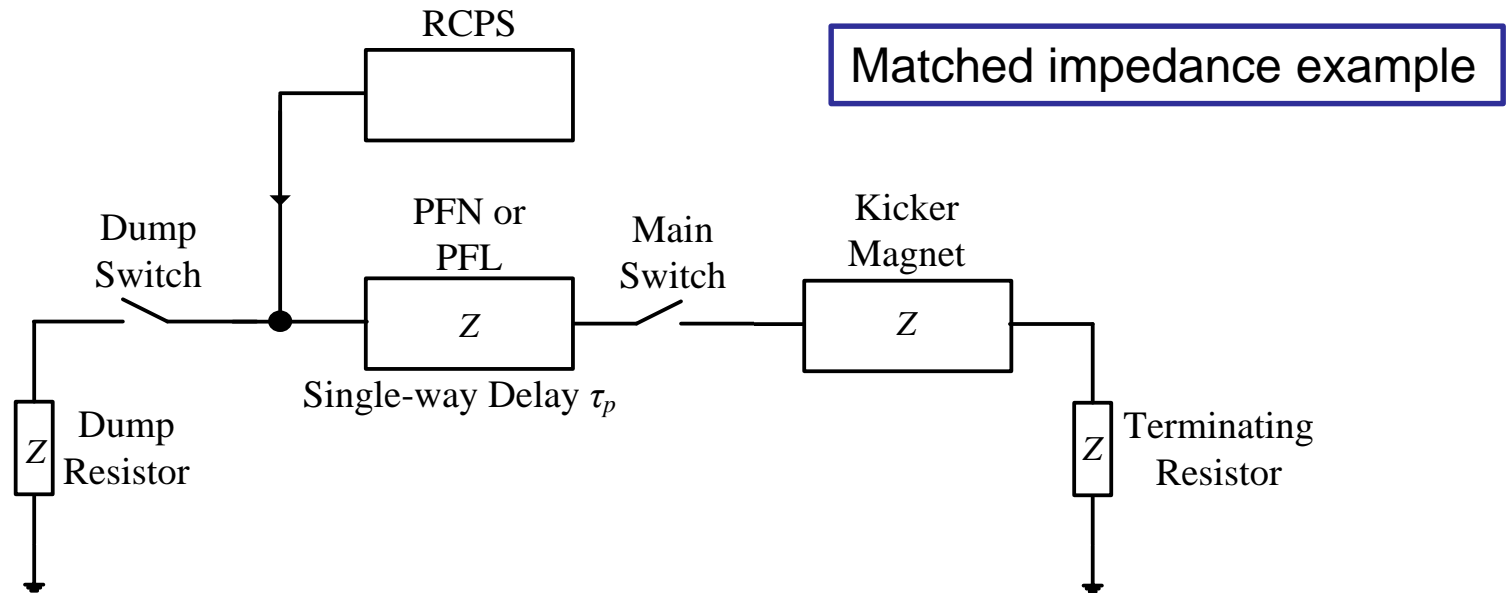 RCPS
Matched impedance example
Dump
Switch
PFN or
PFL
Main
Switch
Kicker
Magnet
Z
Z
Single-way Delay τp
Z
Dump
Resistor
Z
Terminating
Resistor